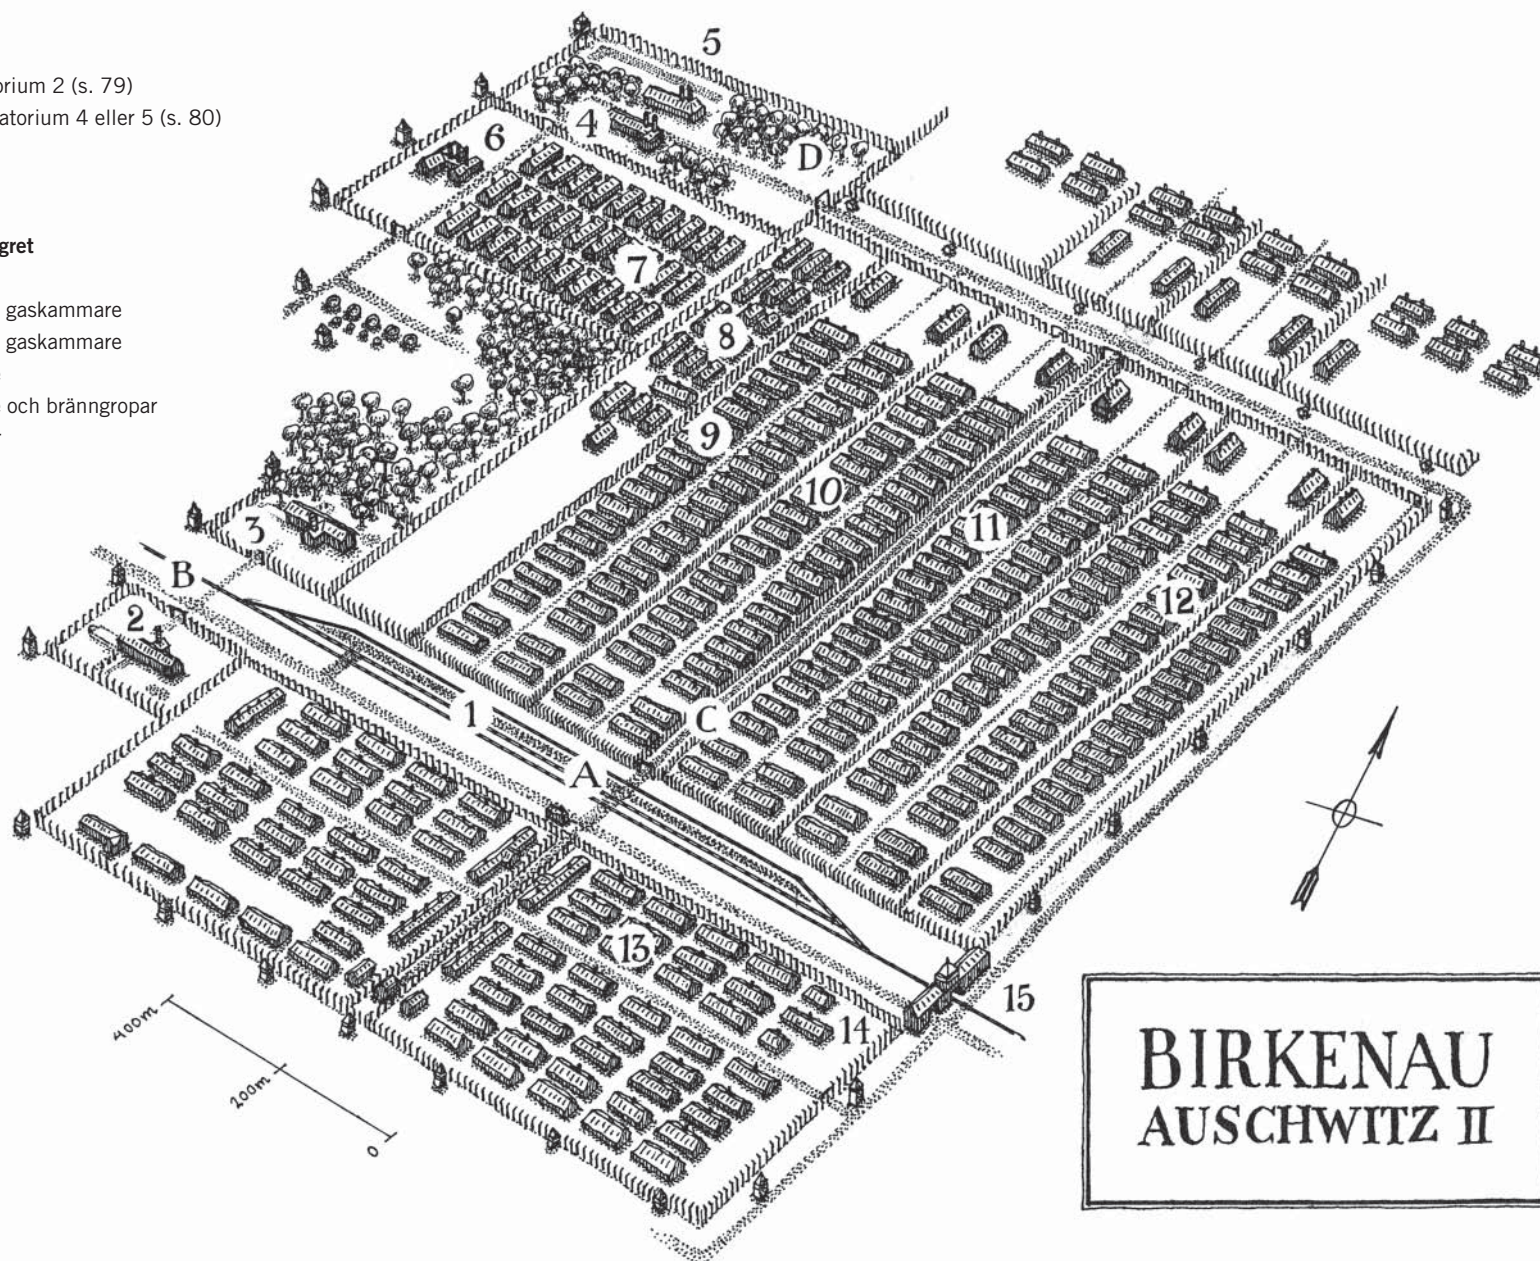 orium 2 (s. 79)
atorium 4 eller 5 (s. 80)
gret
gaskammare
gaskammare
och bränngropar
5
4
6
D
7
8
9
10
11
12
3
B
2
1
C
A
13
14
15
400m
200m
0
BIRKENAU
AUSCHWITZ II